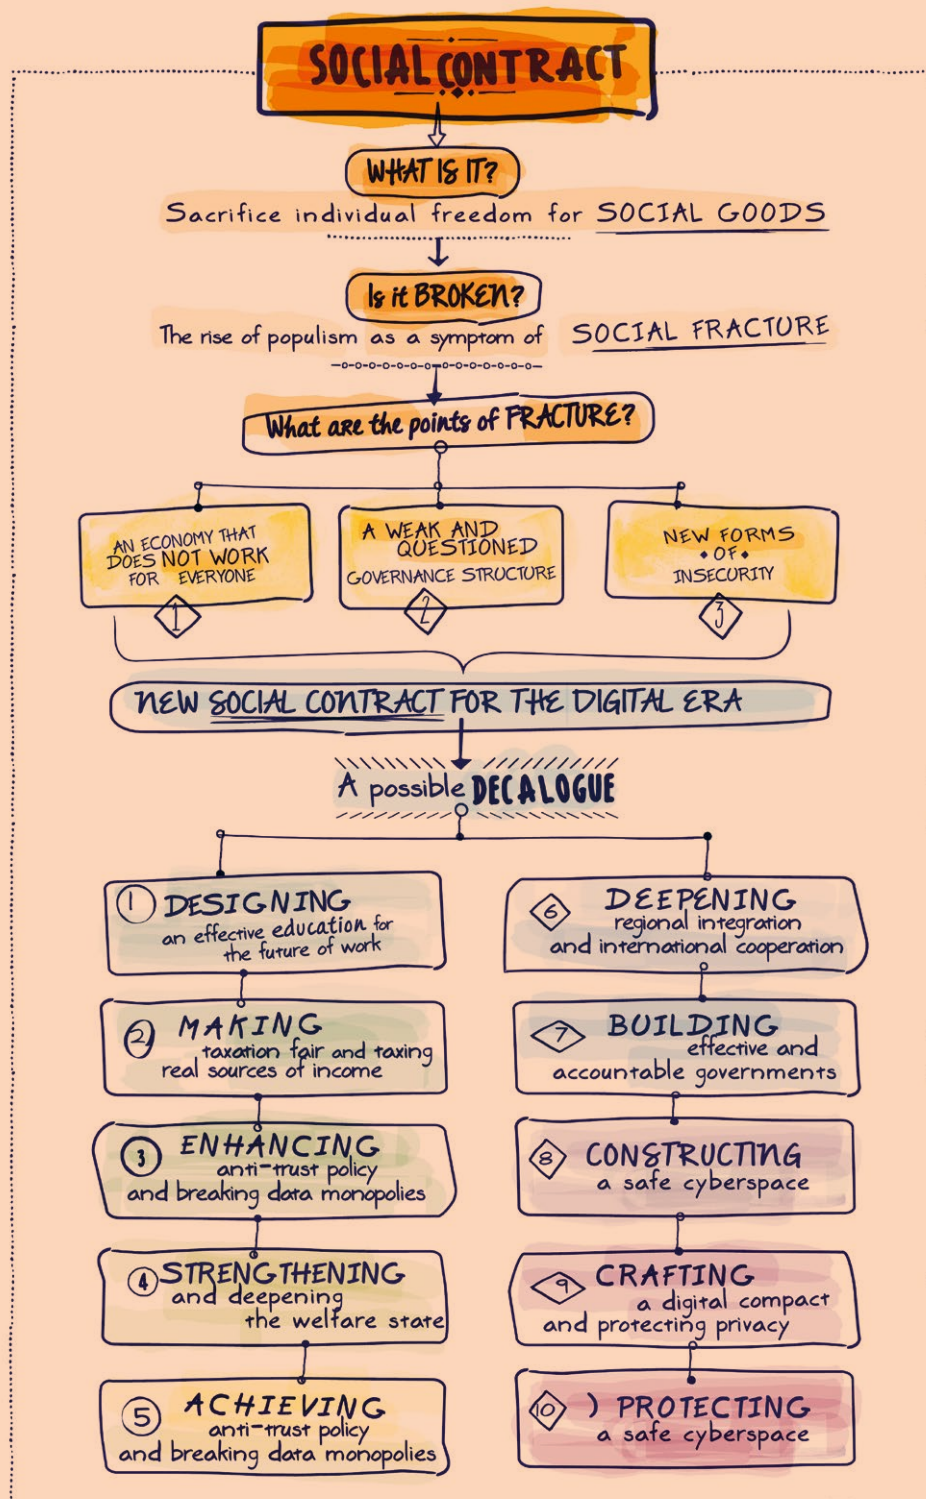 SOCIAL CONTRACT
WHAT IS IT?
Sacrifice individual freedom for SOCIAL GOODS
Is it BROKEN?
The rise of populism as a symptom of SOCIAL FRACTURE
What are the points of FRACTURE?
AN ECONOMY THAT
DOES NOT WORK
FOR EVERYONE
1
A WEAK AND
QUESTIONED
GOVERNANCE STRUCTURE
2
NEW FORMS
OF
INSECURITY
3
NEW SOCIAL CONTRACT FOR THE DIGITAL ERA
A possible DECALOGUE
1 DESIGNING
an effective education for
the future of work
2 MAKING
taxation fair and taxing
real sources of income
3 ENHANCING
anti-trust policy
and breaking data monopolies
4 STRENGTHENING
and deepening
the welfare state
5 ACHIEVING
anti-trust policy
and breaking data monopolies
6 DEEPENING
regional integration
and international cooperation
7 BUILDING
effective and
accountable governments
8 CONSTRUCTING
a safe cyberspace
9 CRAFTING
a digital compact
and protecting privacy
10 ) PROTECTING
a safe cyberspace